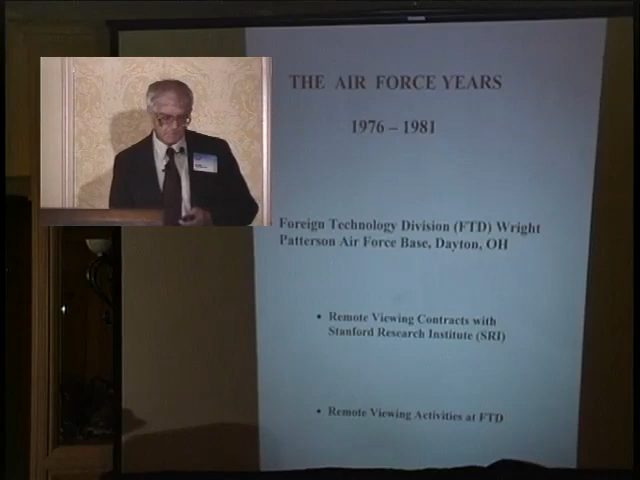 THE AIR FORCE YEARS
1976 – 1981
Foreign Technology Division (FTD) Wright
Patterson Air Force Base, Dayton, OH
• Remote Viewing Contracts with
Stanford Research Institute (SRI)
• Remote Viewing Activities at FTD